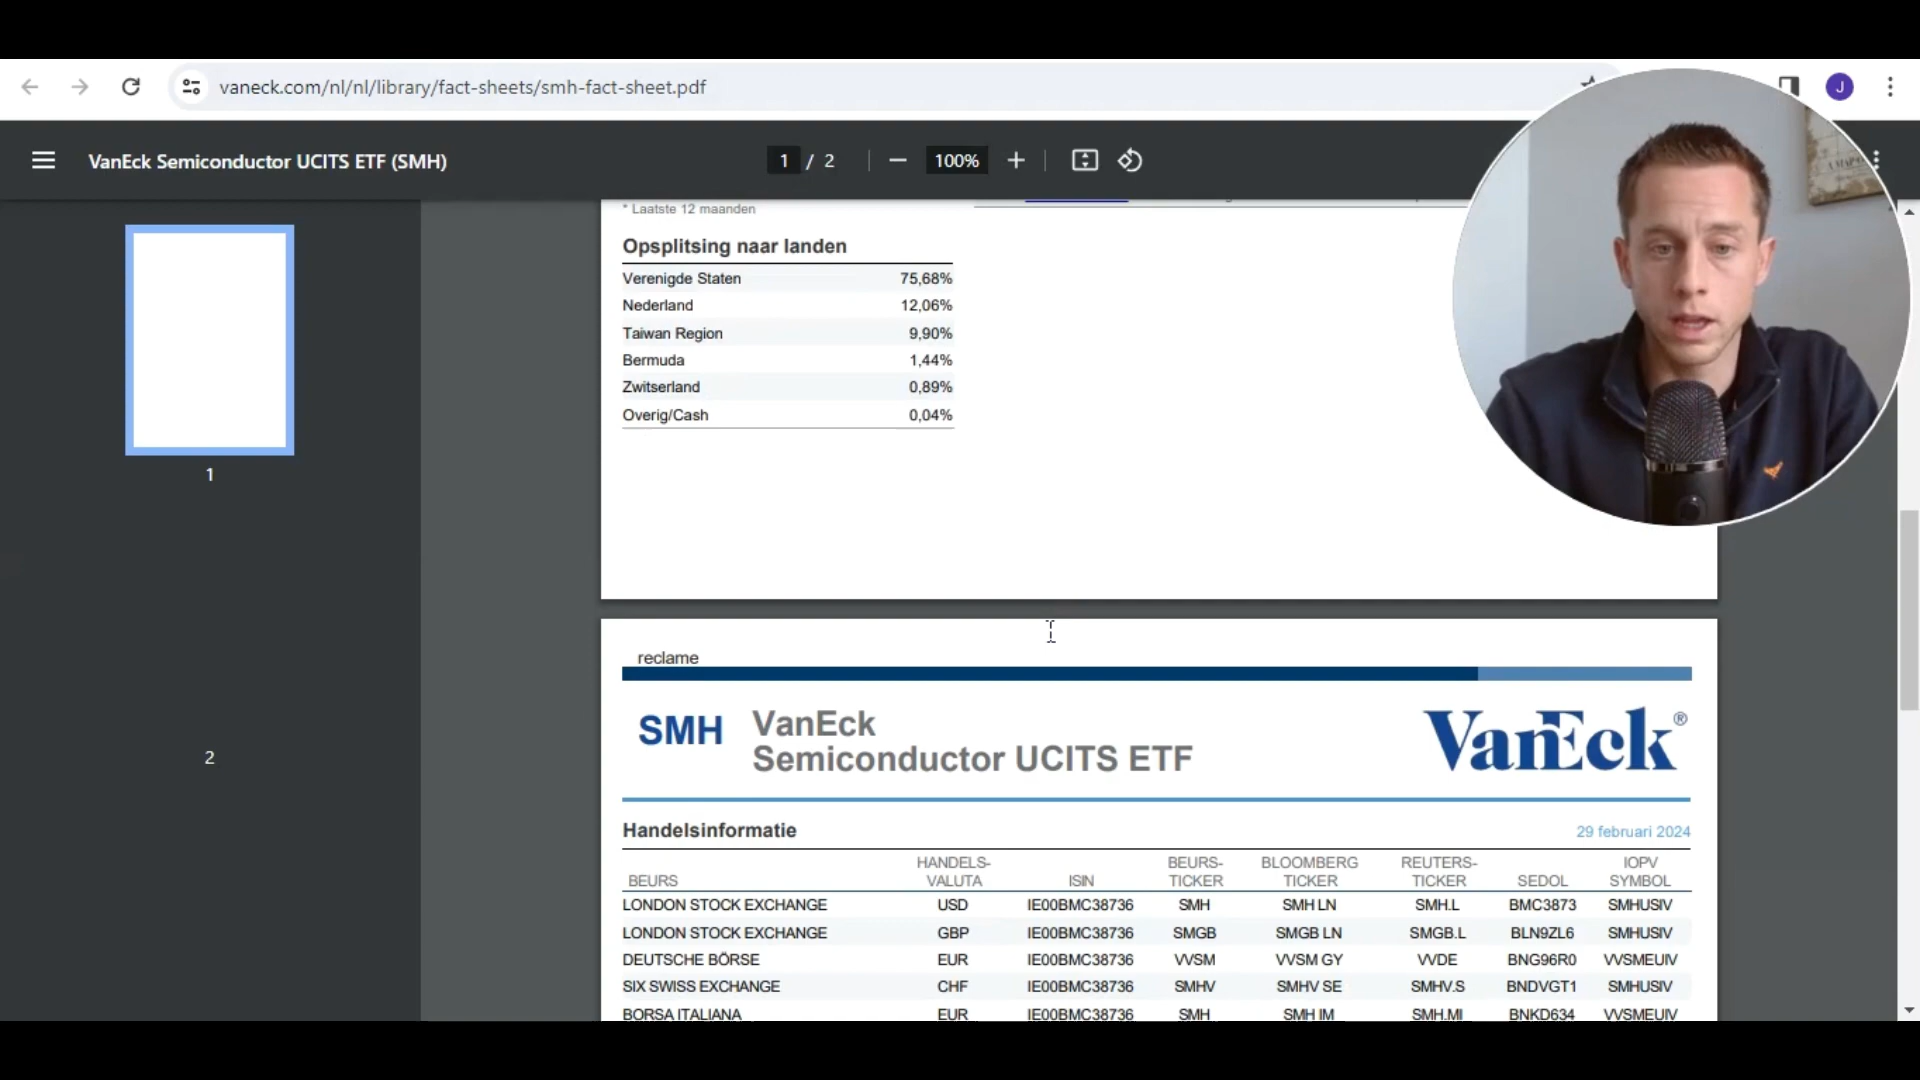 vaneck.com/nl/nl/library/fact-sheets/smh-fact-sheet.pdf
J
VanEck Semiconductor UCITS ETF (SMH)
1 / 2
100%
* Laatste 12 maanden
Opsplitsing naar landen
Verenigde Staten 75,68%
Nederland 12,06%
Taiwan Region 9,90%
Bermuda 1,44%
Zwitserland 0,89%
Overig/Cash 0,04%
1
2
reclame
SMH VanEck
Semiconductor UCITS ETF
VanEck®
Handelsinformatie 29 februari 2024
BEURS HANDELS-VALUTA ISIN BEURS-TICKER BLOOMBERG TICKER REUTERS-TICKER SEDOL IOPV SYMBOL
LONDON STOCK EXCHANGE USD IE00BMC38736 SMH SMH LN SMH.L BMC3873 SMHUSIV
LONDON STOCK EXCHANGE GBP IE00BMC38736 SMGB SMGB LN SMGB.L BLN9ZL6 SMHUSIV
DEUTSCHE BÖRSE EUR IE00BMC38736 VVSM VVSM GY VVDE BNG96R0 VVSMEUIV
SIX SWISS EXCHANGE CHF IE00BMC38736 SMHV SMHV SE SMHV.S BNDVGT1 SMHUSIV
BORSA ITALIANA EUR IE00BMC38736 SMH SMH IM SMH.MI BNKD634 VVSMEUIV